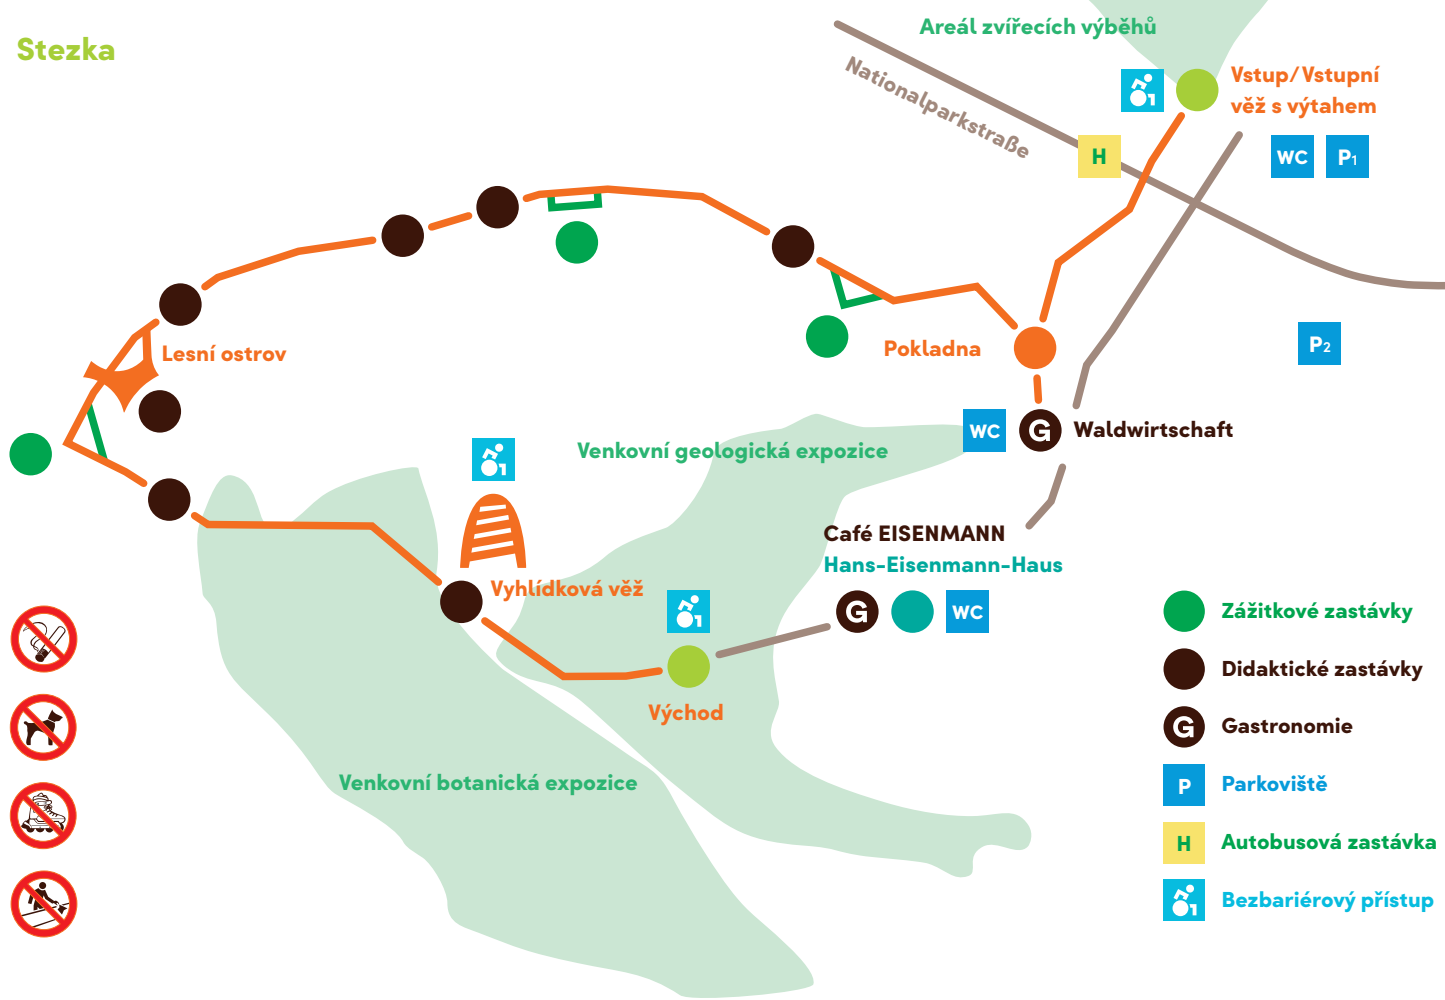 Stezka
Areál zvířecích výběhů
Nationalparkstraße
Vstup/Vstupní
věž s výtahem
H
WC
P1
P2
Lesní ostrov
Pokladna
WC
G
Waldwirtschaft
Venkovní geologická expozice
Café EISENMANN
Hans-Eisenmann-Haus
G
WC
Vyhlídková věž
Východ
Venkovní botanická expozice
Zážitkové zastávky
Didaktické zastávky
G
Gastronomie
P
Parkoviště
H
Autobusová zastávka
Bezbariérový přístup